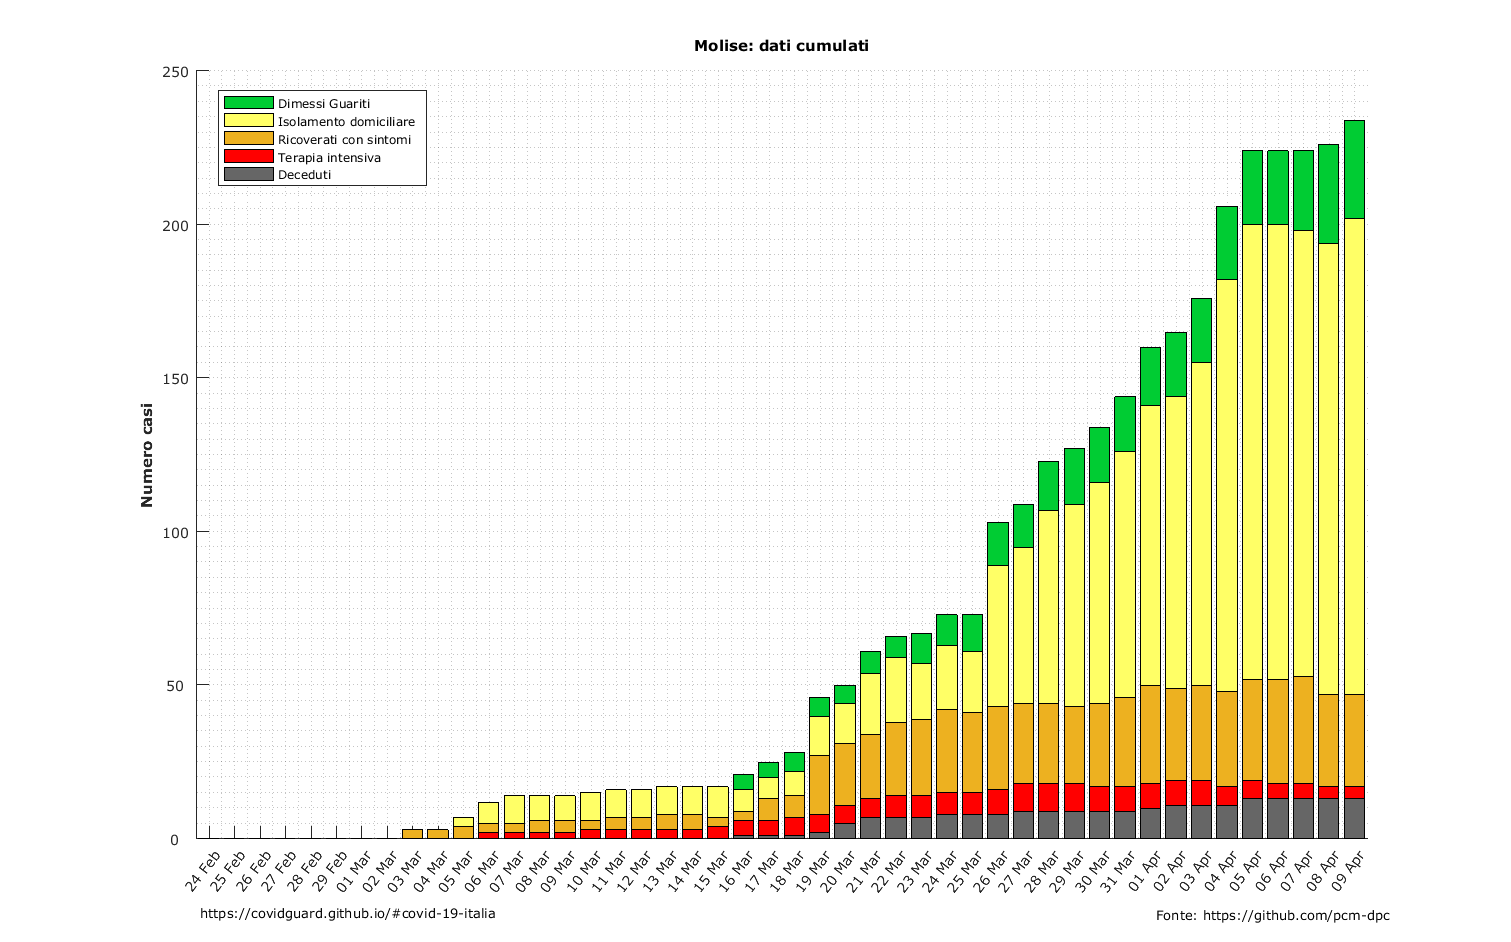 Molise: dati cumulati
250
200
150
100
50
0
Numero casi
Dimessi Guariti
Isolamento domiciliare
Ricoverati con sintomi
Terapia intensiva
Deceduti
24 Feb
25 Feb
26 Feb
27 Feb
28 Feb
29 Feb
01 Mar
02 Mar
03 Mar
04 Mar
05 Mar
06 Mar
07 Mar
08 Mar
09 Mar
10 Mar
11 Mar
12 Mar
13 Mar
14 Mar
15 Mar
16 Mar
17 Mar
18 Mar
19 Mar
20 Mar
21 Mar
22 Mar
23 Mar
24 Mar
25 Mar
26 Mar
27 Mar
28 Mar
29 Mar
30 Mar
31 Mar
01 Apr
02 Apr
03 Apr
04 Apr
05 Apr
06 Apr
07 Apr
08 Apr
09 Apr
https://covidguard.github.io/#covid-19-italia
Fonte: https://github.com/pcm-dpc